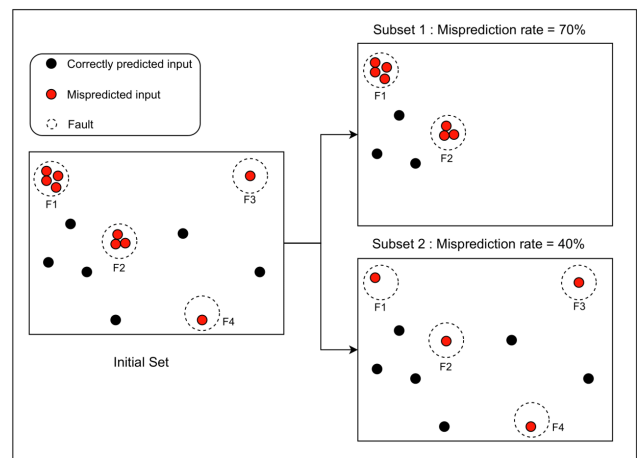 Subset 1 : Misprediction rate = 70%
Correctly predicted input
Mispredicted input
Fault
F1
F2
F1
F3
F2
F4
Initial Set
Subset 2 : Misprediction rate = 40%
F1
F3
F2
F4